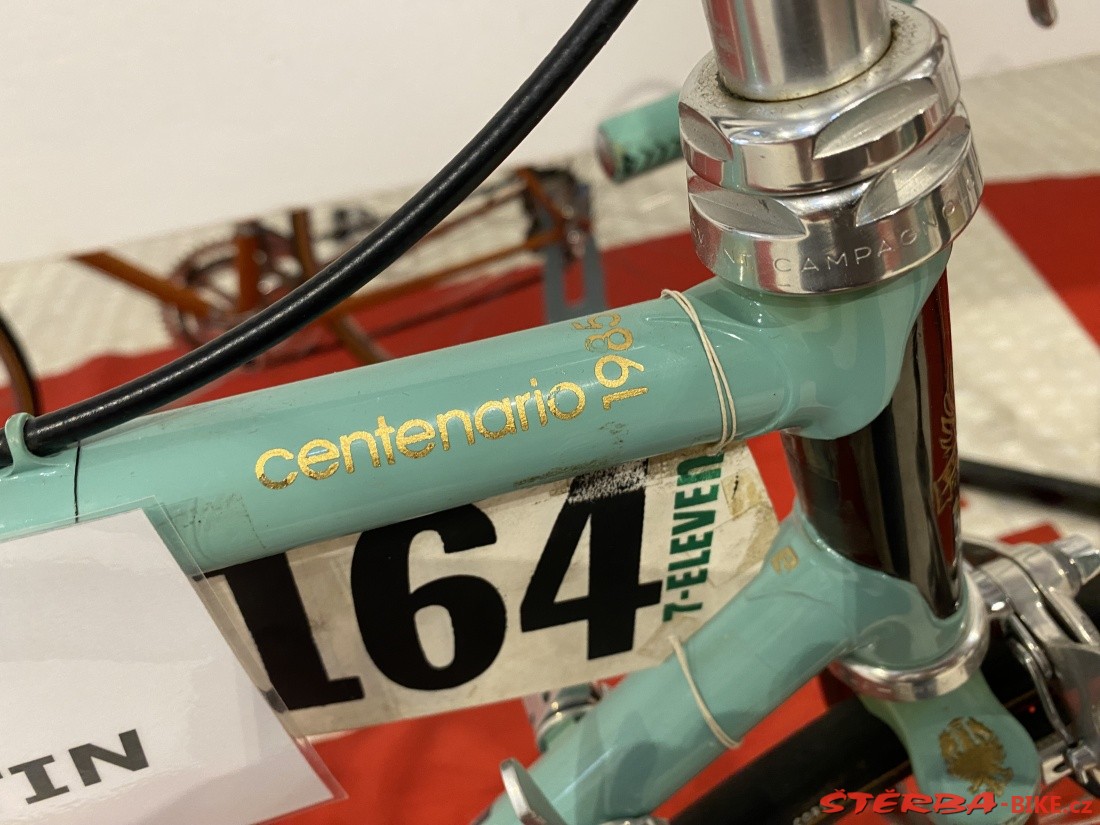 CAMPAGNOLO
centenario 1985
164
7-ELEVEN
TIN
ŠTĚRBA-BIKE.cz